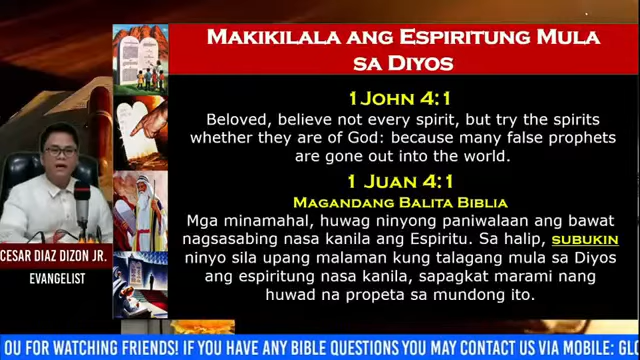 MAKIKILALA ANG ESPIRITUNG MULA
SA DIYOS
1 JOHN 4:1
Beloved, believe not every spirit, but try the spirits
whether they are of God: because many false prophets
are gone out into the world.
1 JUAN 4:1
MAGANDANG BALITA BIBLIA
Mga minamahal, huwag ninyong paniwalaan ang bawat
nagsasabing nasa kanila ang Espiritu. Sa halip, SUBUKIN
ninyo sila upang malaman kung talagang mula sa Diyos
ang espiritung nasa kanila, sapagkat marami nang
huwad na propeta sa mundong ito.
CESAR DIAZ DIZON JR.
EVANGELIST
OU FOR WATCHING FRIENDS! IF YOU HAVE ANY BIBLE QUESTIONS YOU MAY CONTACT US VIA MOBILE: GLO